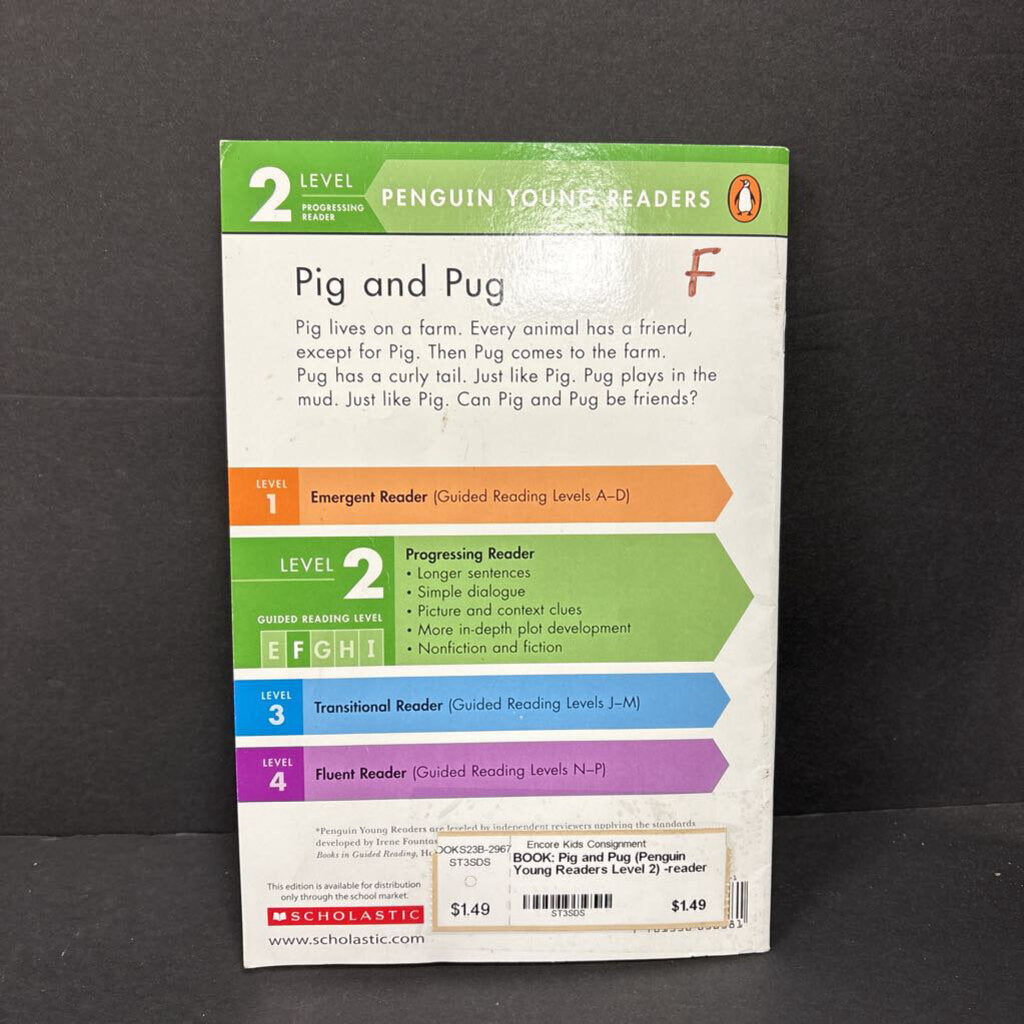 2 LEVEL
PROGRESSING
READER
PENGUIN YOUNG READERS
F
Pig and Pug
Pig lives on a farm. Every animal has a friend,
except for Pig. Then Pug comes to the farm.
Pug has a curly tail. Just like Pig. Pug plays in the
mud. Just like Pig. Can Pig and Pug be friends?
LEVEL
1
Emergent Reader (Guided Reading Levels A–D)
LEVEL 2
GUIDED READING LEVEL
E F G H I
Progressing Reader
• Longer sentences
• Simple dialogue
• Picture and context clues
• More in-depth plot development
• Nonfiction and fiction
LEVEL
3
Transitional Reader (Guided Reading Levels J–M)
LEVEL
4
Fluent Reader (Guided Reading Levels N–P)
*Penguin Young Readers are leveled by independent reviewers applying the standards
developed by Irene Fountas
Books in Guided Reading,
This edition is available for distribution
only through the school market.
SCHOLASTIC
www.scholastic.com
OOKS23B-2967
ST3SDS
$1.49
Encore Kids Consignment
BOOK: Pig and Pug (Penguin
Young Readers Level 2) -reader
ST3SDS
$1.49